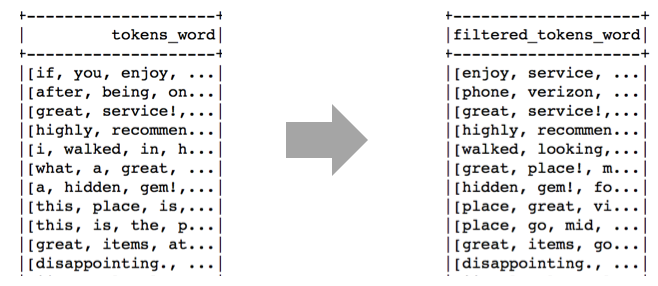 +--------------------+
|         tokens_word|
+--------------------+
|[if, you, enjoy, ...|
|[after, being, on...|
|[great, service!,...|
|[highly, recommen...|
|[i, walked, in, h...|
|[what, a, great, ...|
|[a, hidden, gem!,...|
|[this, place, is,...|
|[this, is, the, p...|
|[great, items, at...|
|[disappointing., ...|
+--------------------+
|filtered_tokens_word|
+--------------------+
|[enjoy, service, ...|
|[phone, verizon, ...|
|[great, service!,...|
|[highly, recommen...|
|[walked, looking,...|
|[great, place!, m...|
|[hidden, gem!, fo...|
|[place, great, vi...|
|[place, go, mid, ...|
|[great, items, go...|
|[disappointing., ...|